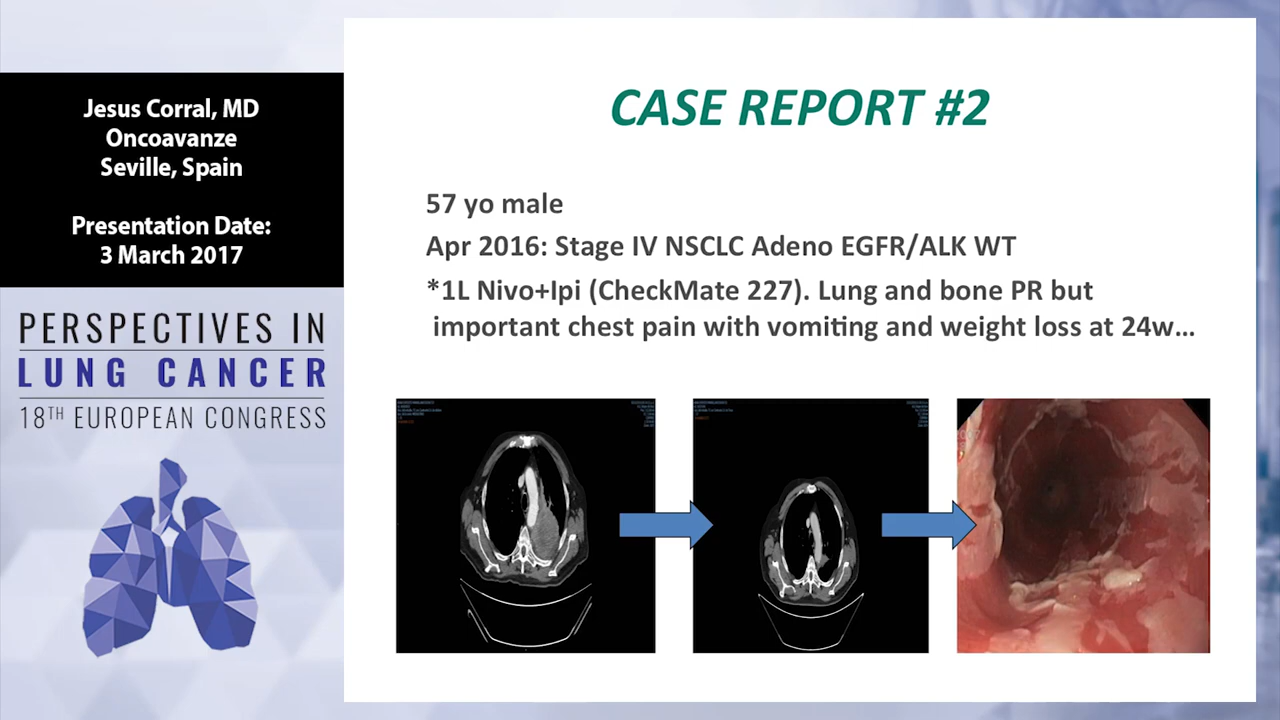 Jesus Corral, MD
Oncoavanze
Seville, Spain
Presentation Date:
3 March 2017
PERSPECTIVES IN
LUNG CANCER
18TH EUROPEAN CONGRESS
CASE REPORT #2
57 yo male
Apr 2016: Stage IV NSCLC Adeno EGFR/ALK WT
*1L Nivo+Ipi (CheckMate 227). Lung and bone PR but
important chest pain with vomiting and weight loss at 24w...